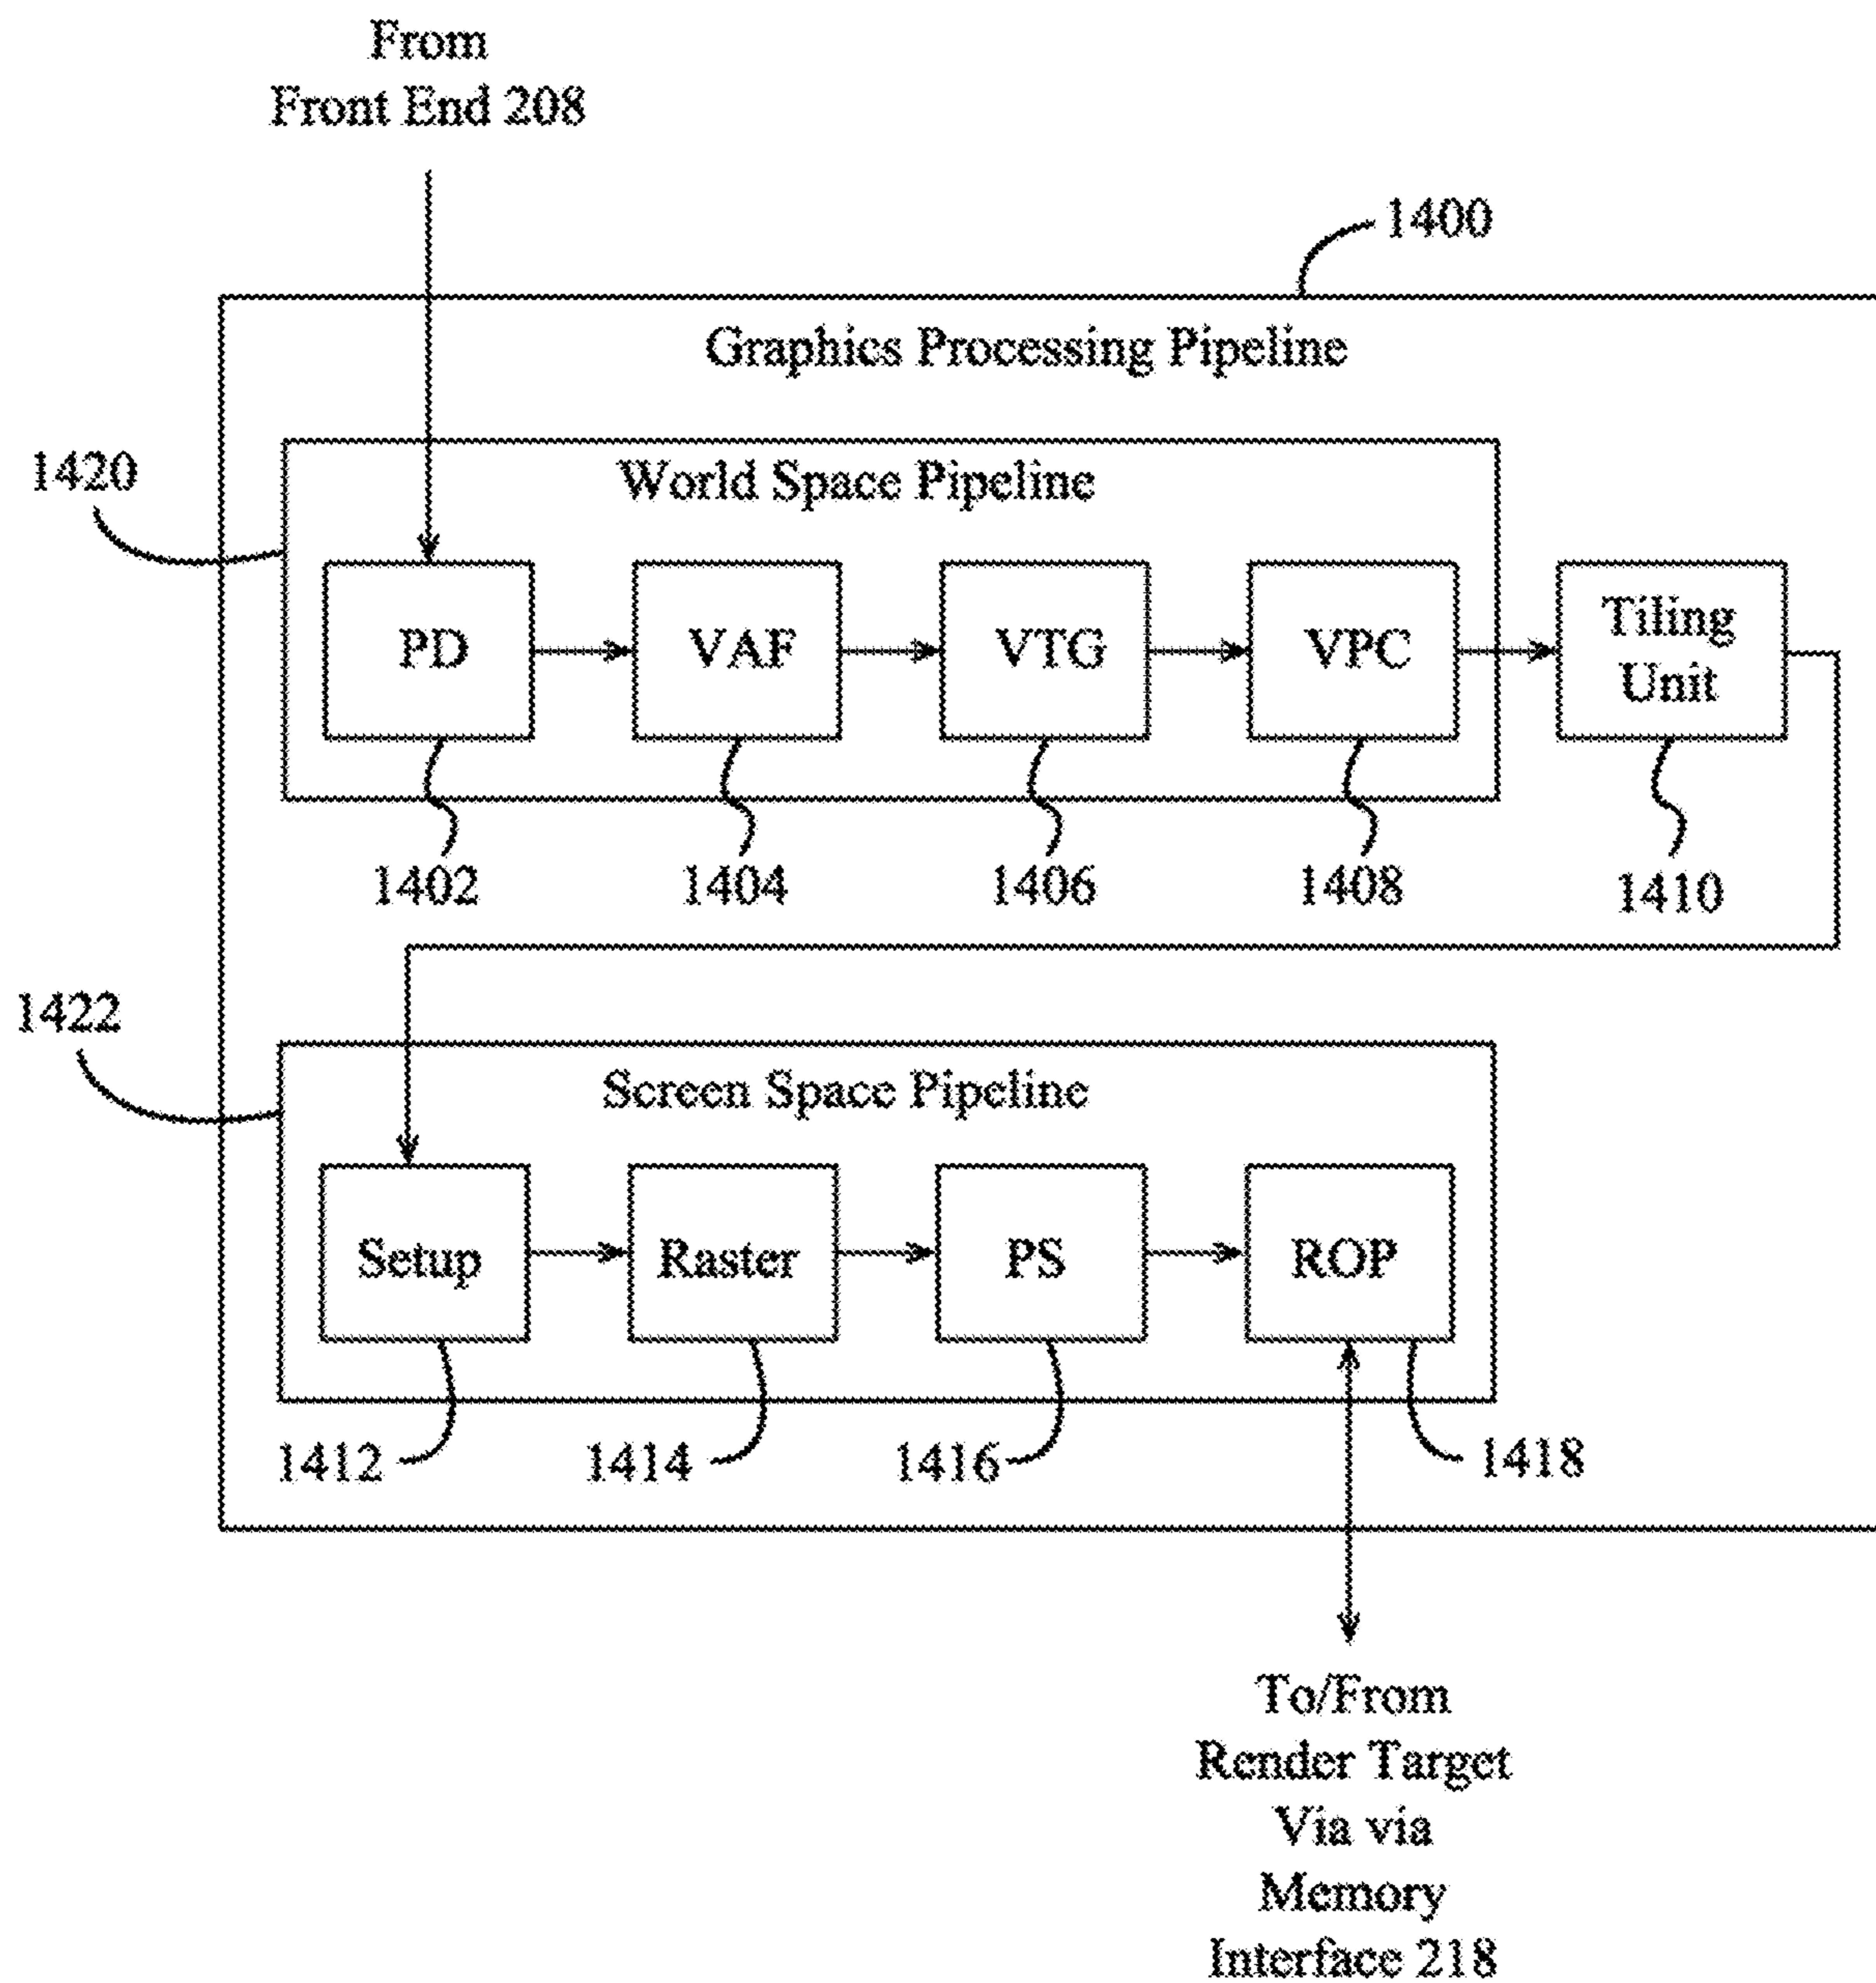 From
Front End 208
1400
Graphics Processing Pipeline
1420
World Space Pipeline
PD
VAF
VTG
VPC
Tiling
Unit
1402
1404
1406
1408
1410
1422
Screen Space Pipeline
Setup
Raster
PS
ROP
1412
1414
1416
1418
To/From
Render Target
Via via
Memory
Interface 218